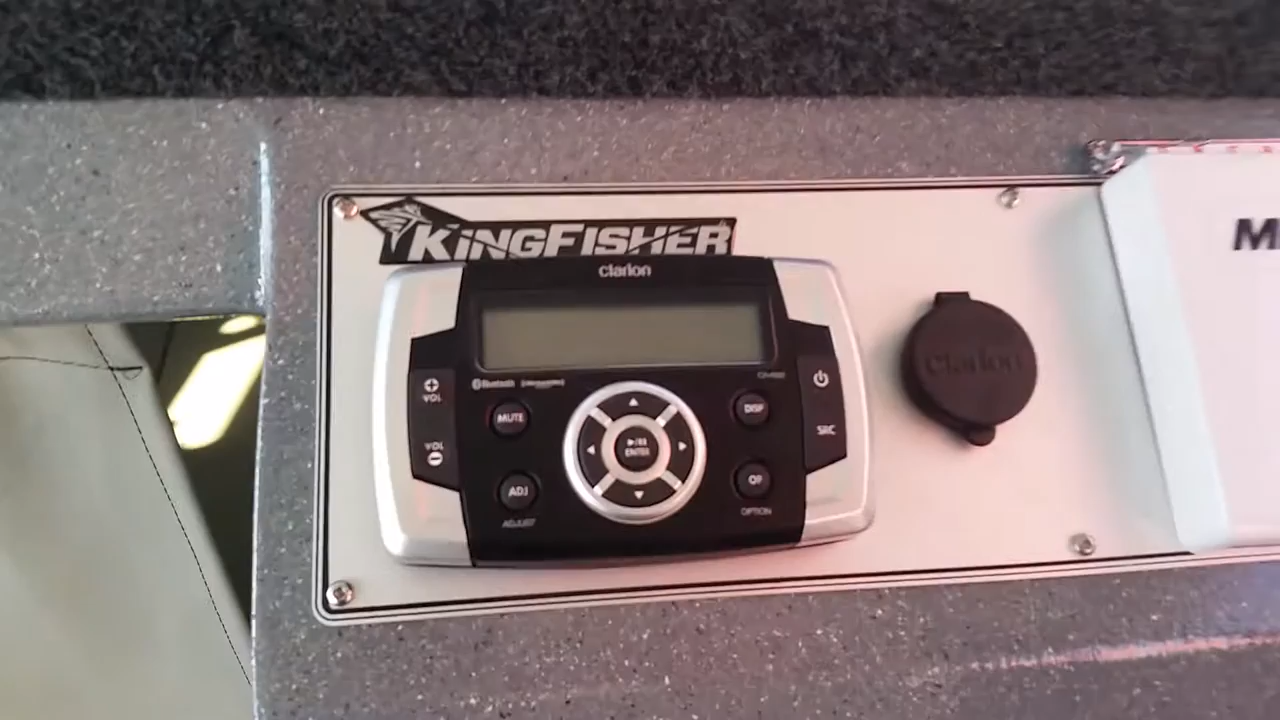 KINGFISHER
clarion
M
Bluetooth
VOL
MUTE
DISP
VOL
SRC
ENTER
ADJ
OP
ADJUST
OPTION
clarion